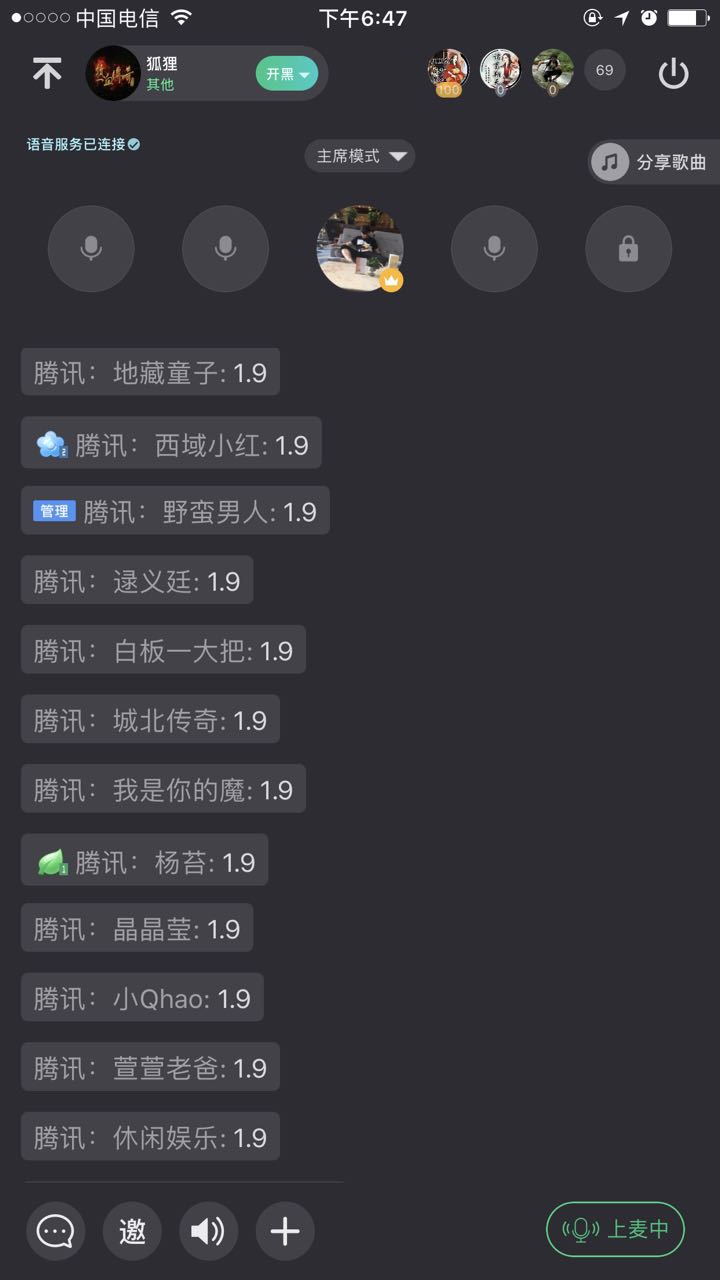 中国电信
下午6:47
狐狸
其他
开黑
100
0
0
69
语音服务已连接
主席模式
分享歌曲
腾讯：地藏童子: 1.9
2
腾讯：西域小红: 1.9
管理 腾讯：野蛮男人: 1.9
腾讯：逯义廷: 1.9
腾讯：白板一大把: 1.9
腾讯：城北传奇: 1.9
腾讯：我是你的魔: 1.9
1
腾讯：杨苔: 1.9
腾讯：晶晶莹: 1.9
腾讯：小Qhao: 1.9
腾讯：萱萱老爸: 1.9
腾讯：休闲娱乐: 1.9
邀
上麦中